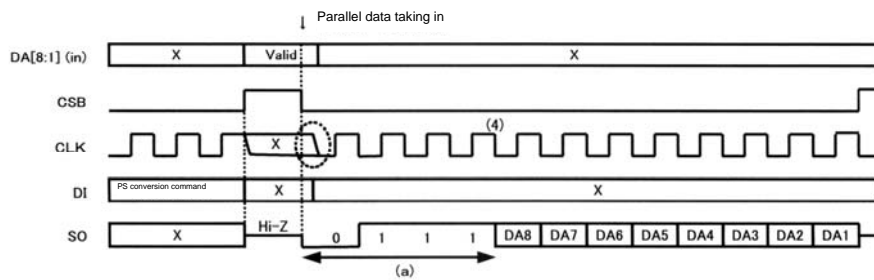 ↓ Parallel data taking in
DA[8:1] (in) X Valid X
CSB
CLK X (4)
DI PS conversion command X X
SO X Hi-Z 0 1 1 1 DA8 DA7 DA6 DA5 DA4 DA3 DA2 DA1
(a)